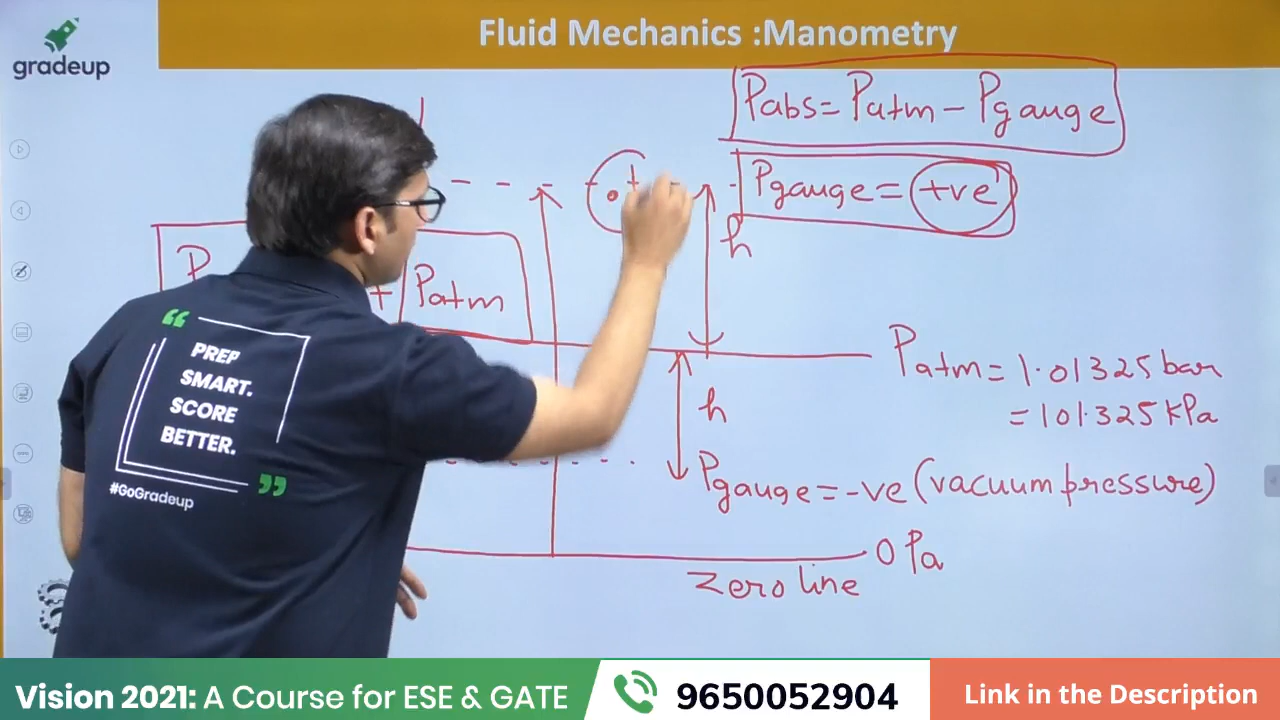 Fluid Mechanics :Manometry
gradeup
Pabs = Patm - Pgauge
Pgauge = +ve
h
P + Patm
Patm = 1.01325 bar
= 101.325 KPa
h
Pgauge = -ve (vacuum pressure)
0 Pa
Zero line
“ PREP
SMART.
SCORE
BETTER. ”
#GoGradeup
Vision 2021: A Course for ESE & GATE
9650052904
Link in the Description